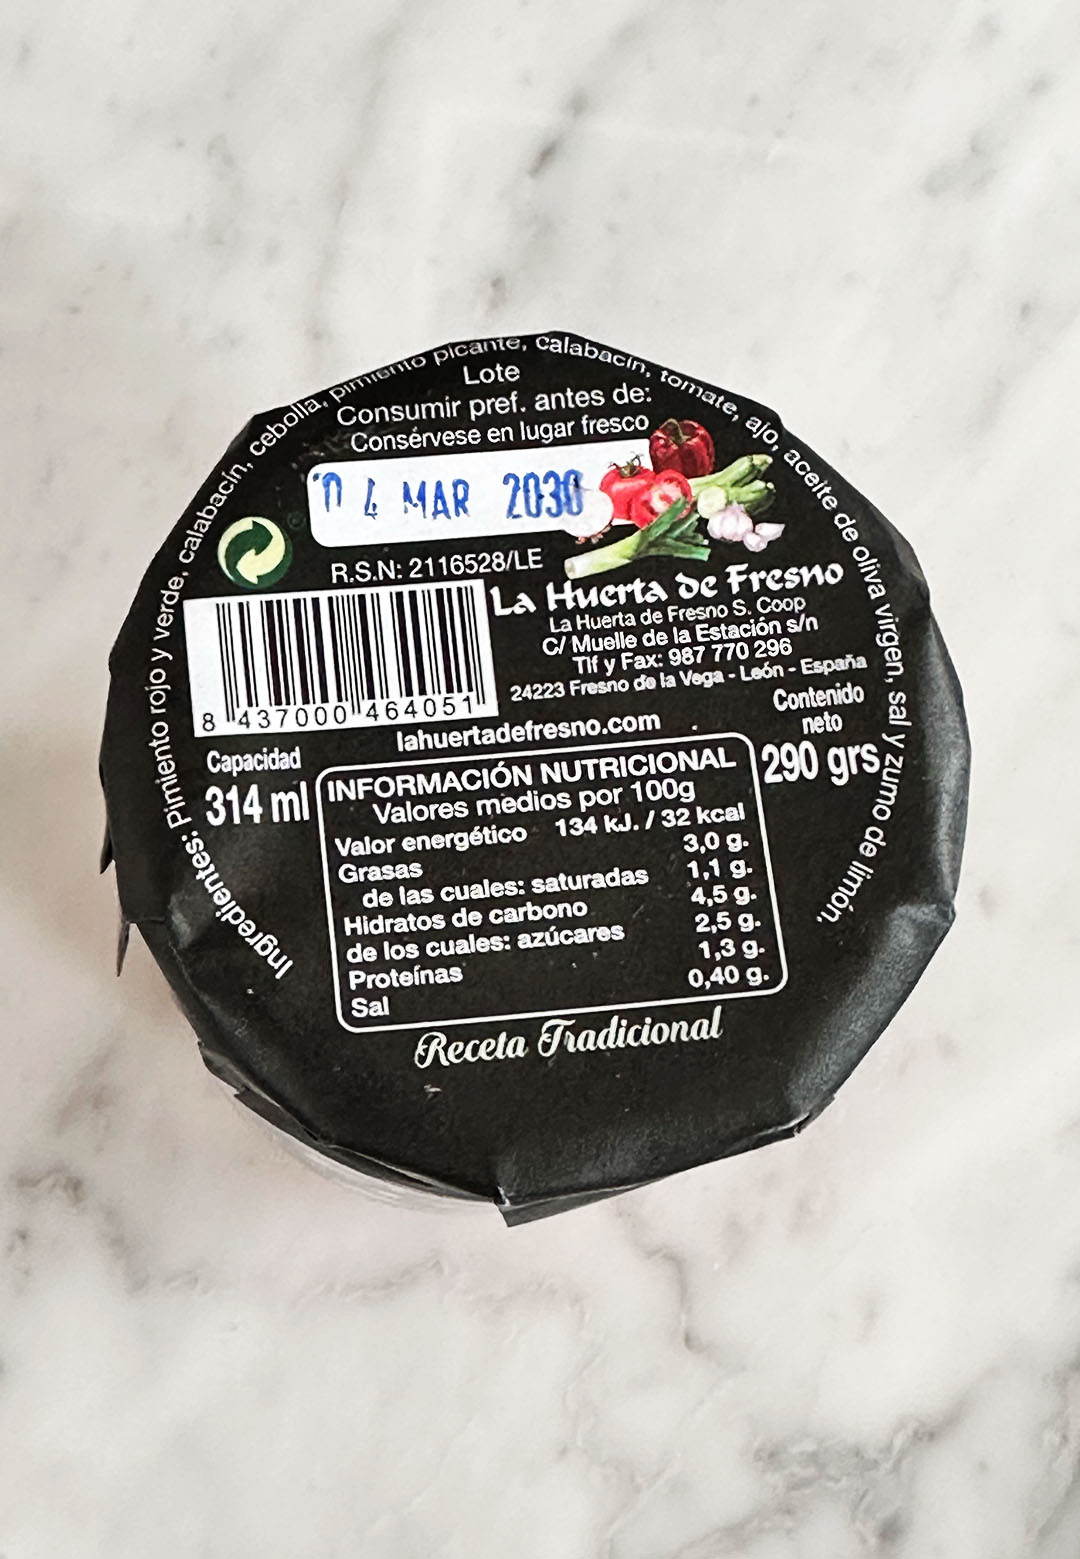 Ingredientes: Pimiento rojo y verde, calabacín, cebolla, pimiento picante, calabacín, tomate, ajo, aceite de oliva virgen, sal y zumo de limón.
Lote
Consumir pref. antes de:
Consérvese en lugar fresco
4 MAR 2030
R.S.N: 2116528/LE
La Huerta de Fresno
La Huerta de Fresno S. Coop
C/ Muelle de la Estación s/n
Tlf y Fax: 987 770 296
24223 Fresno de la Vega - León - España
8 437000 464051
lahuertadefresno.com
Capacidad
314 ml
Contenido
neto
290 grs.
INFORMACIÓN NUTRICIONAL
Valores medios por 100g
Valor energético 134 kJ. / 32 kcal
Grasas 3,0 g.
de las cuales: saturadas 1,1 g.
Hidratos de carbono 4,5 g.
de los cuales: azúcares 2,5 g.
Proteínas 1,3 g.
Sal 0,40 g.
Receta Tradicional